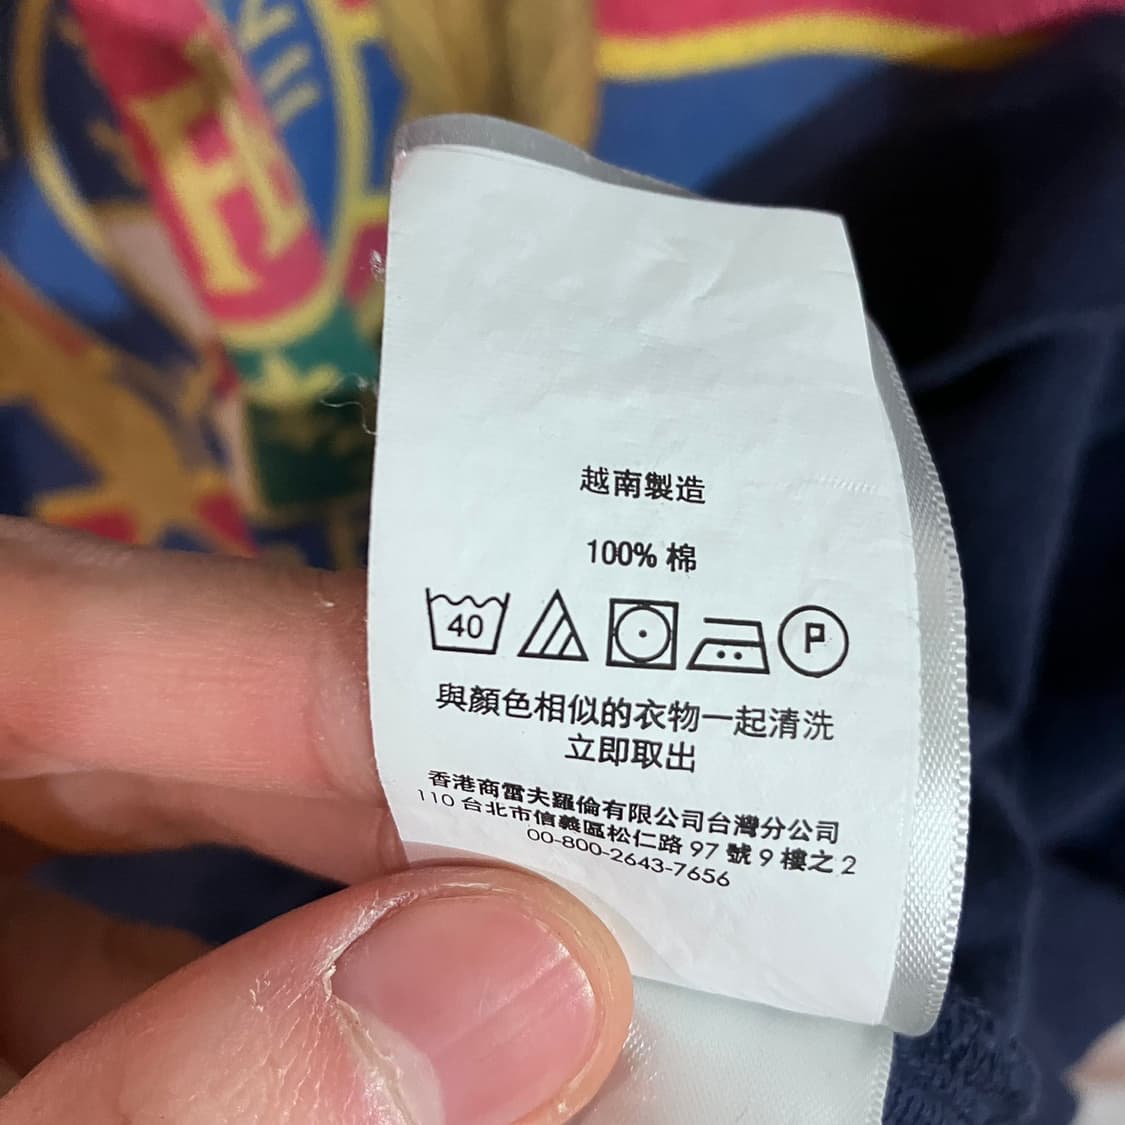 H
越南製造
100% 棉
40
P
與顏色相似的衣物一起清洗
立即取出
香港商雷夫羅倫有限公司台灣分公司
110 台北市信義區松仁路 97 號 9 樓之 2
00-800-2643-7656